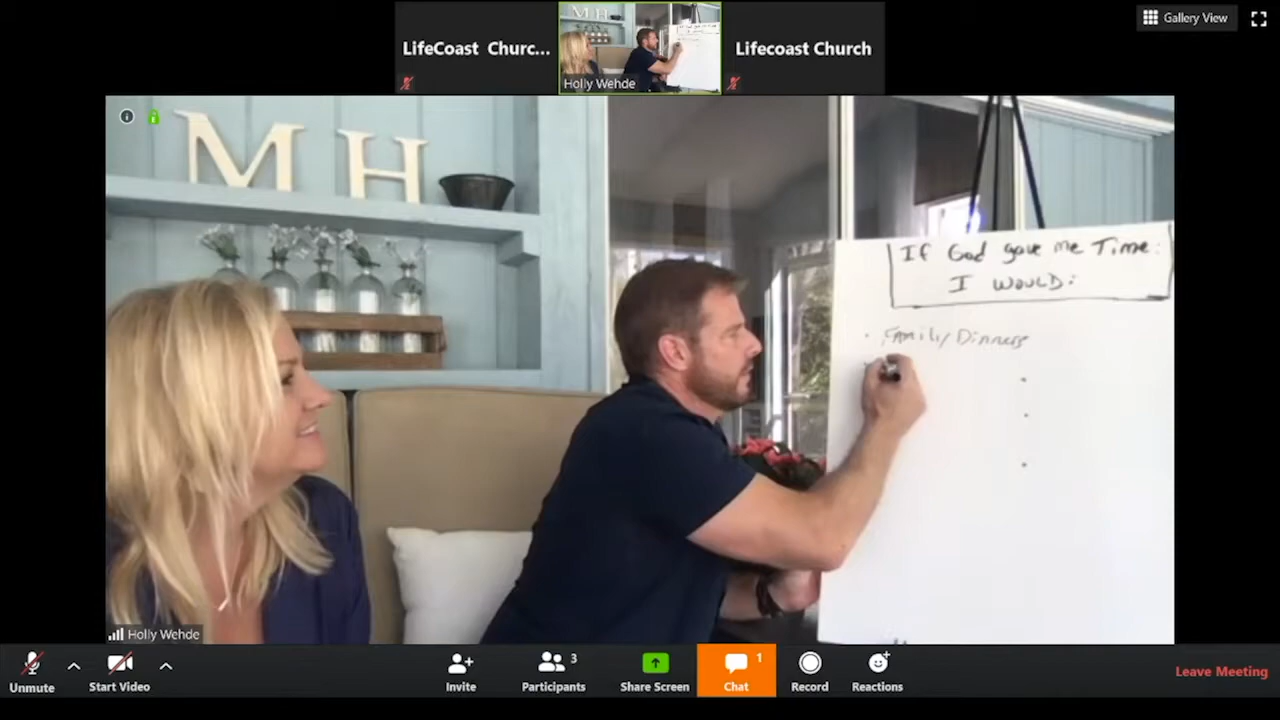 LifeCoast Churc...
Holly Wehde
Lifecoast Church
Gallery View
M H
If God gave me Time:
I WOULD:
• Family Dinners
Holly Wehde
Unmute
Start Video
Invite
3
Participants
Share Screen
1
Chat
Record
Reactions
Leave Meeting